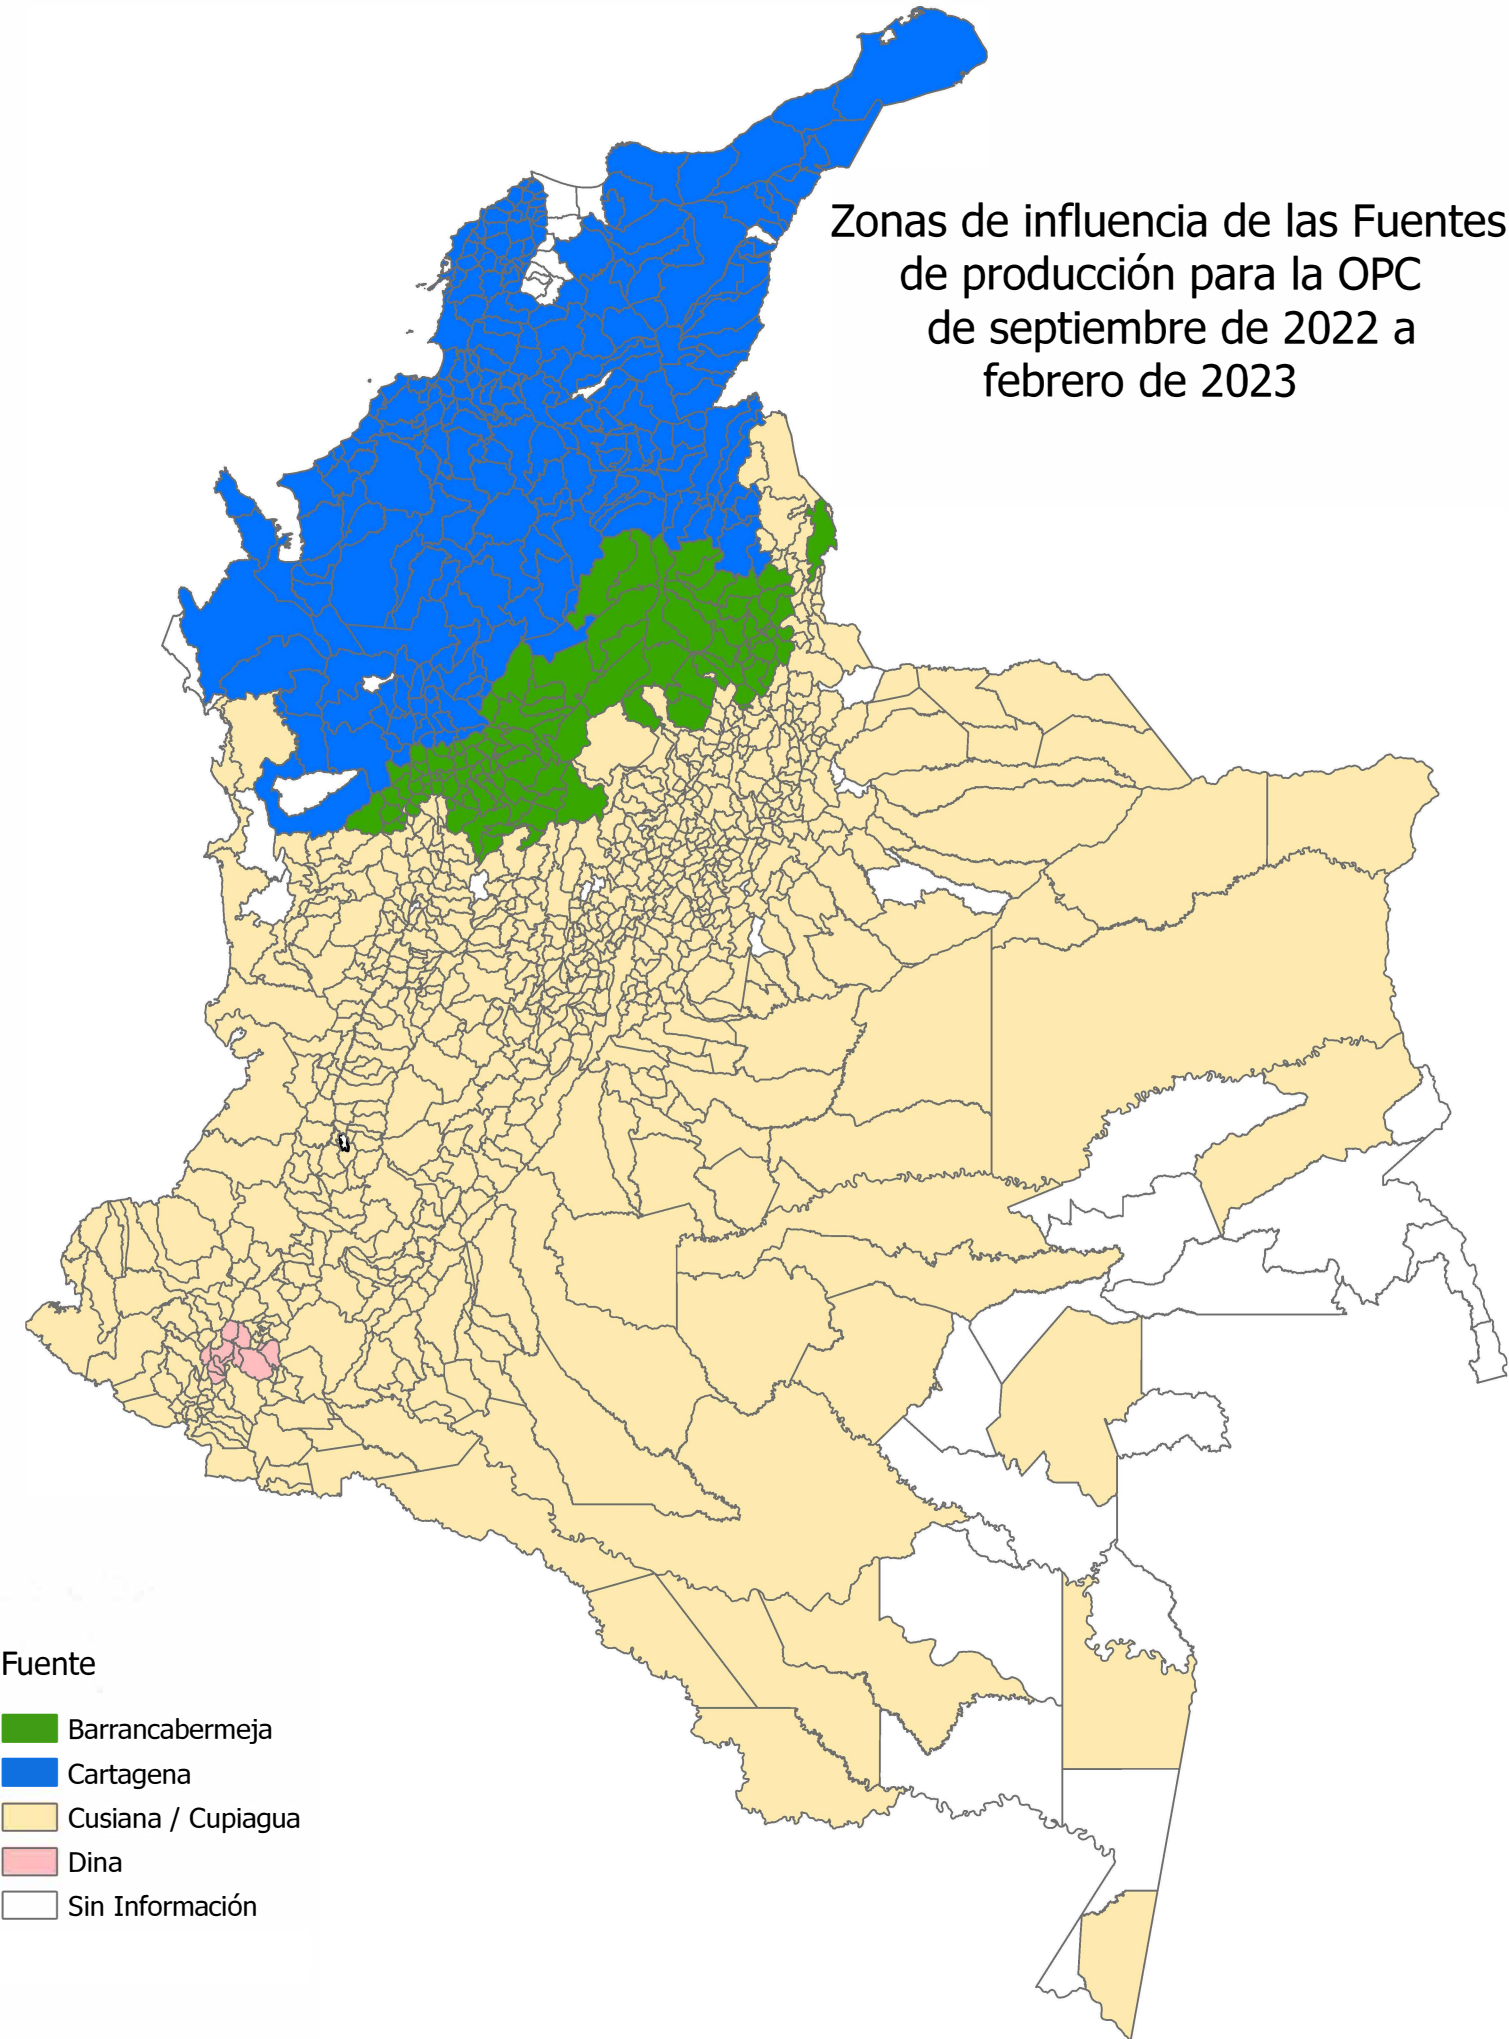 Zonas de influencia de las Fuentes
de producción para la OPC
de septiembre de 2022 a
febrero de 2023
Fuente
Barrancabermeja
Cartagena
Cusiana / Cupiagua
Dina
Sin Información